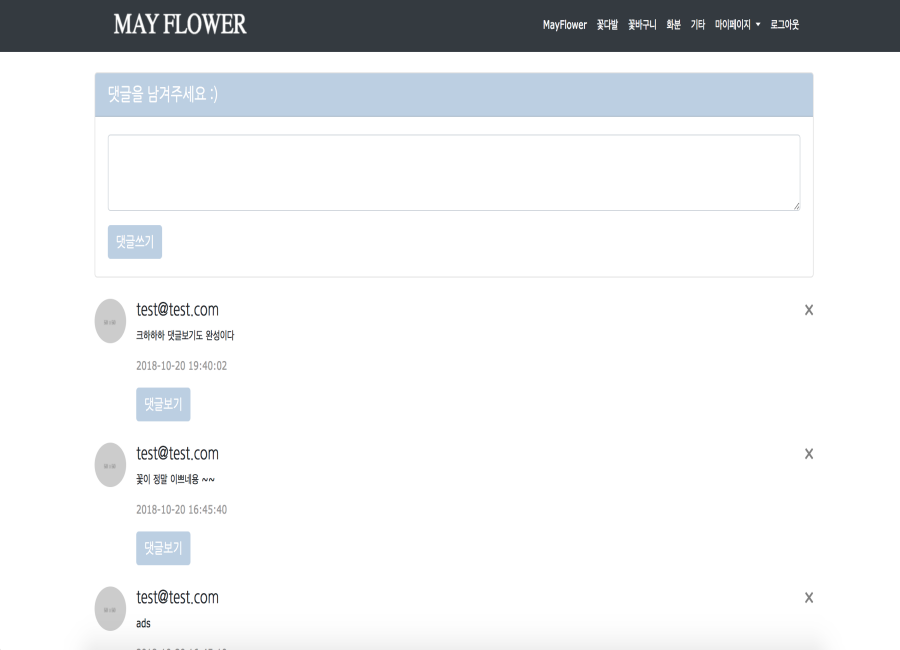 MAY FLOWER
MayFlower 꽃다발 꽃바구니 화분 기타 마이페이지 로그아웃
댓글을 남겨주세요 :)
댓글쓰기
test@test.com
X
크하하하 댓글보기도 완성이다
2018-10-20 19:40:02
댓글보기
test@test.com
X
꽃이 정말 이쁘네용 ~~
2018-10-20 16:45:40
댓글보기
test@test.com
X
ads